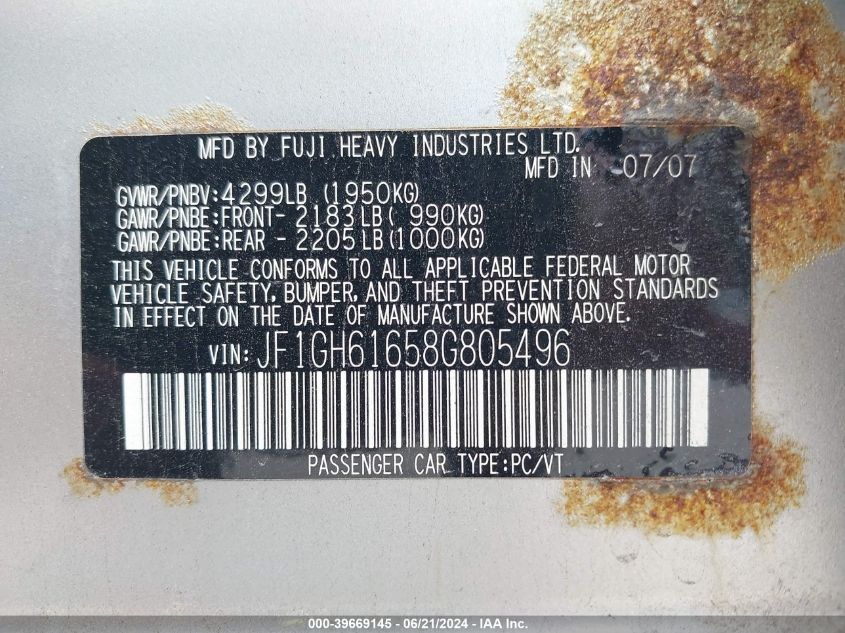 MFD BY FUJI HEAVY INDUSTRIES LTD.
MFD IN 07/07
GVWR/PNBV:4299LB (1950KG)
GAWR/PNBE:FRONT- 2183LB( 990KG)
GAWR/PNBE:REAR - 2205LB(1000KG)
THIS VEHICLE CONFORMS TO ALL APPLICABLE FEDERAL MOTOR
VEHICLE SAFETY, BUMPER, AND THEFT PREVENTION STANDARDS
IN EFFECT ON THE DATE OF MANUFACTURE SHOWN ABOVE.
VIN: JF1GH61658G805496
PASSENGER CAR TYPE:PC/VT
000-39669145 - 06/21/2024 - IAA Inc.